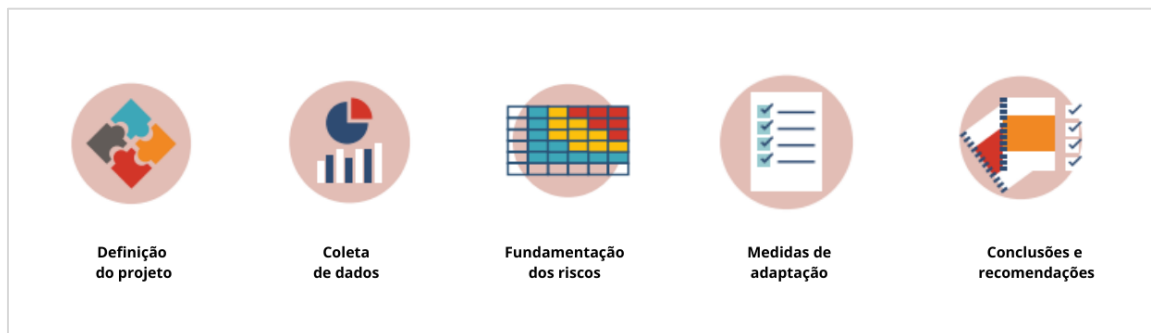 Definição
do projeto
Coleta
de dados
Fundamentação
dos riscos
Medidas de
adaptação
Conclusões e
recomendações